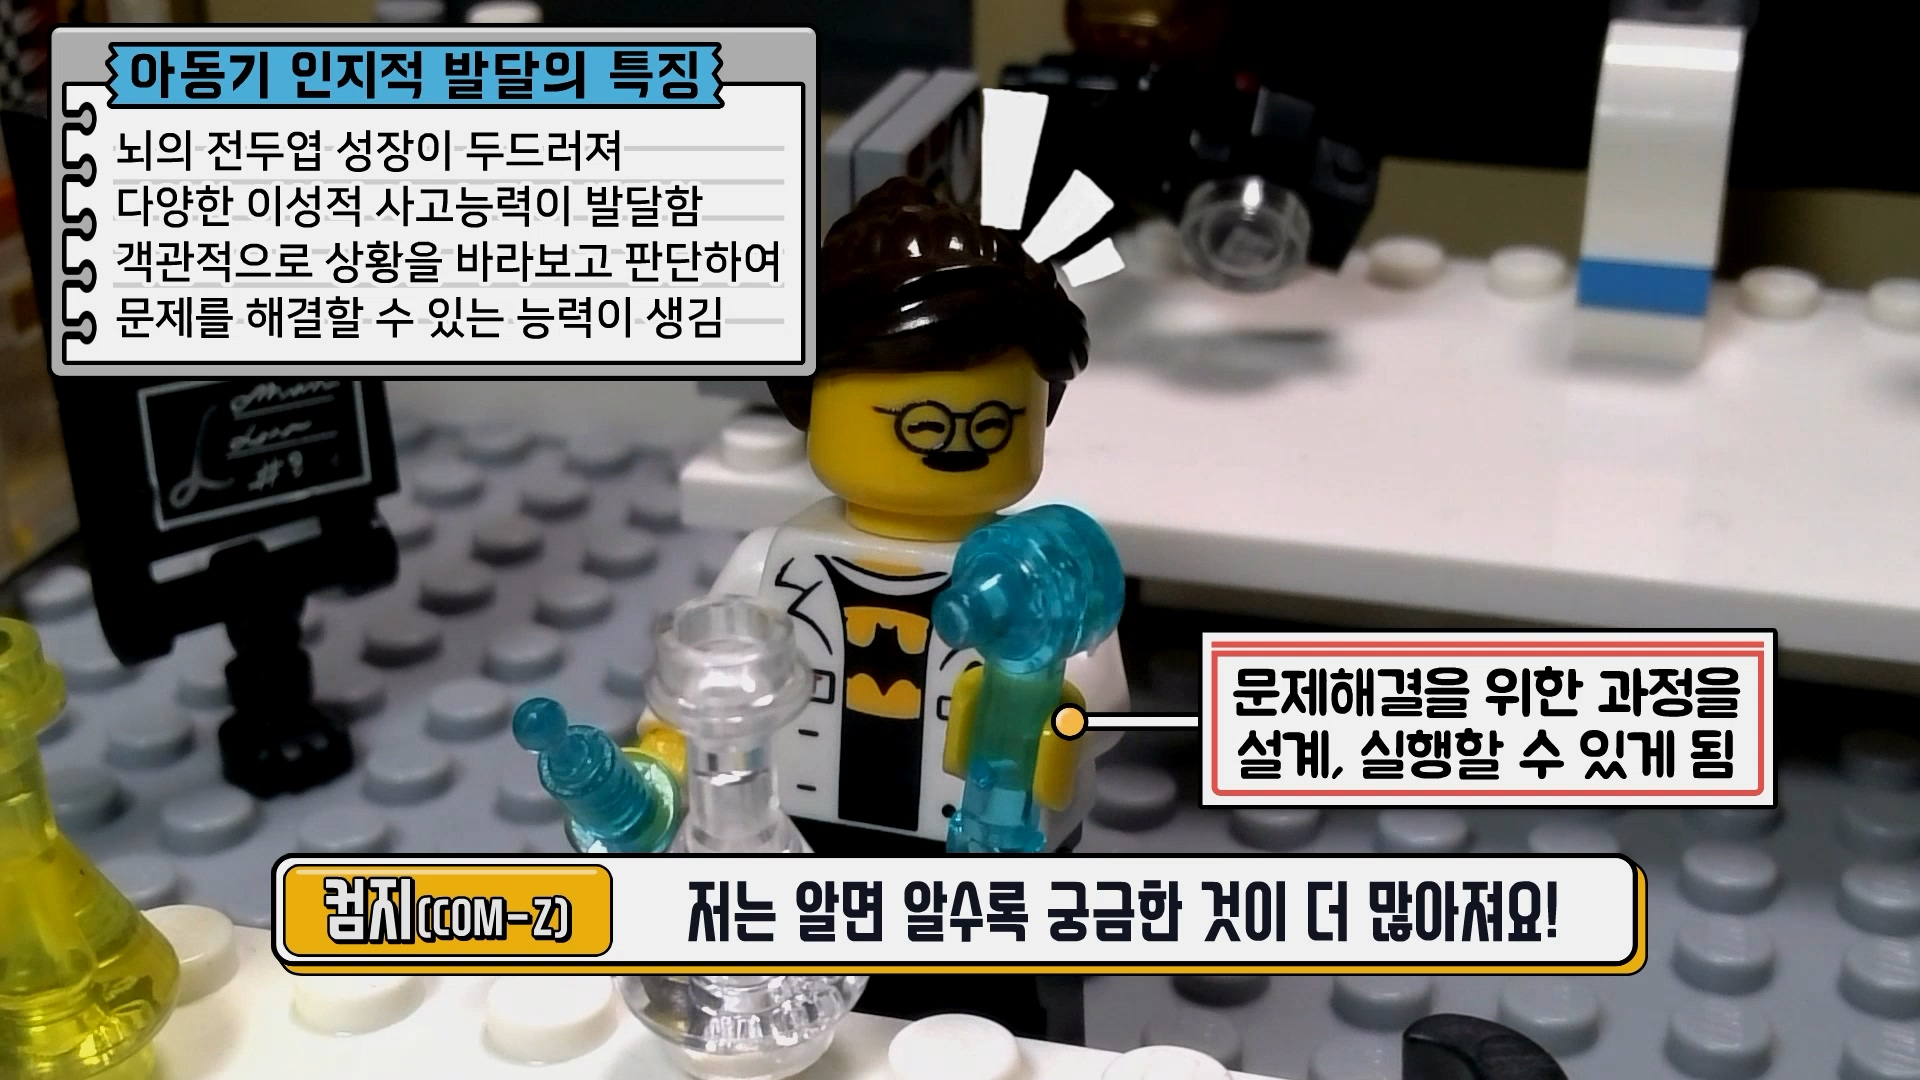 아동기 인지적 발달의 특징
뇌의 전두엽 성장이 두드러져
다양한 이성적 사고능력이 발달함
객관적으로 상황을 바라보고 판단하여
문제를 해결할 수 있는 능력이 생김
#8
문제해결을 위한 과정을
설계, 실행할 수 있게 됨
컴지(COM-Z)
저는 알면 알수록 궁금한 것이 더 많아져요!